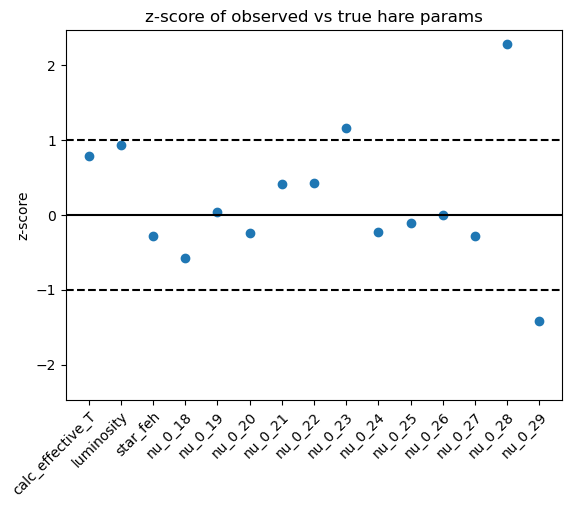 z-score of observed vs true hare params
z-score
2
1
0
−1
−2
calc_effective_T
luminosity
star_feh
nu_0_18
nu_0_19
nu_0_20
nu_0_21
nu_0_22
nu_0_23
nu_0_24
nu_0_25
nu_0_26
nu_0_27
nu_0_28
nu_0_29